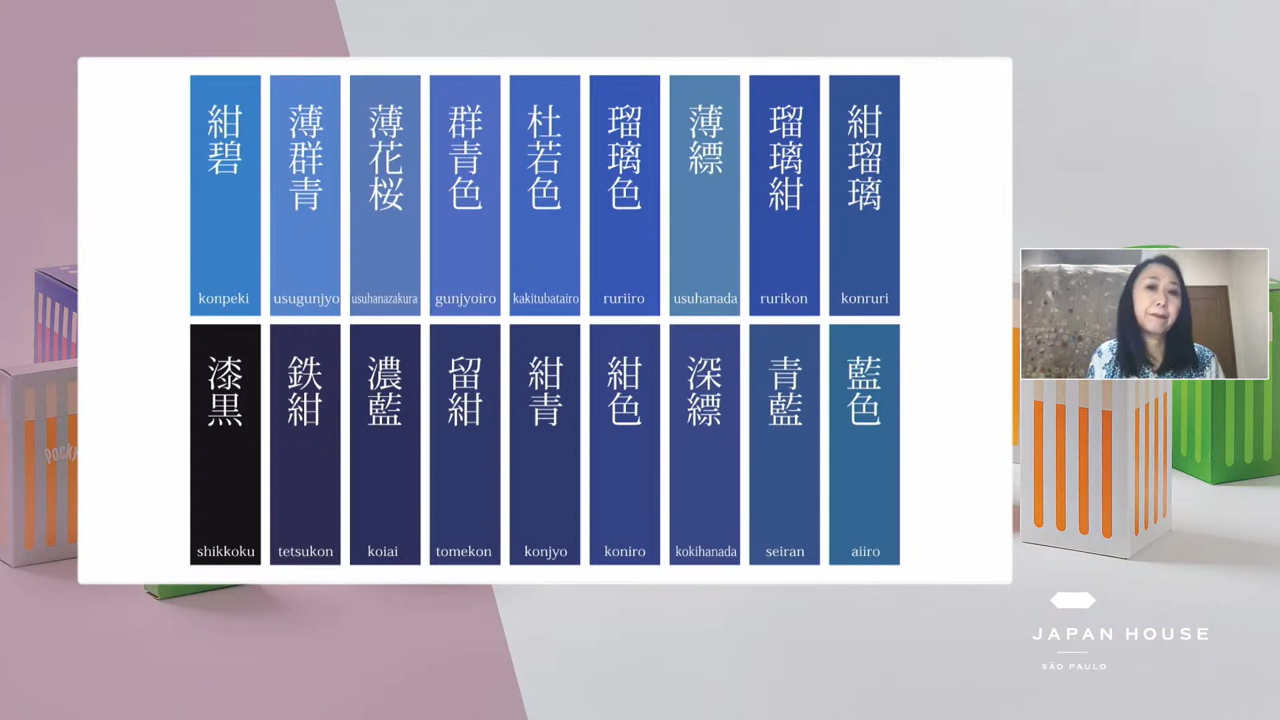 紺碧
薄群青
薄花桜
群青色
杜若色
瑠璃色
薄縹
瑠璃紺
紺瑠璃
konpeki
usugunjyo
usuhanazakura
gunjyoiro
kakitubatairo
ruriiro
usuhanada
rurikon
konruri
漆黒
鉄紺
濃藍
留紺
紺青
紺色
深縹
青藍
藍色
shikkoku
tetsukon
koiai
tomekon
konjyo
koniro
kokihanada
seiran
aiiro
JAPAN HOUSE
SÃO PAULO